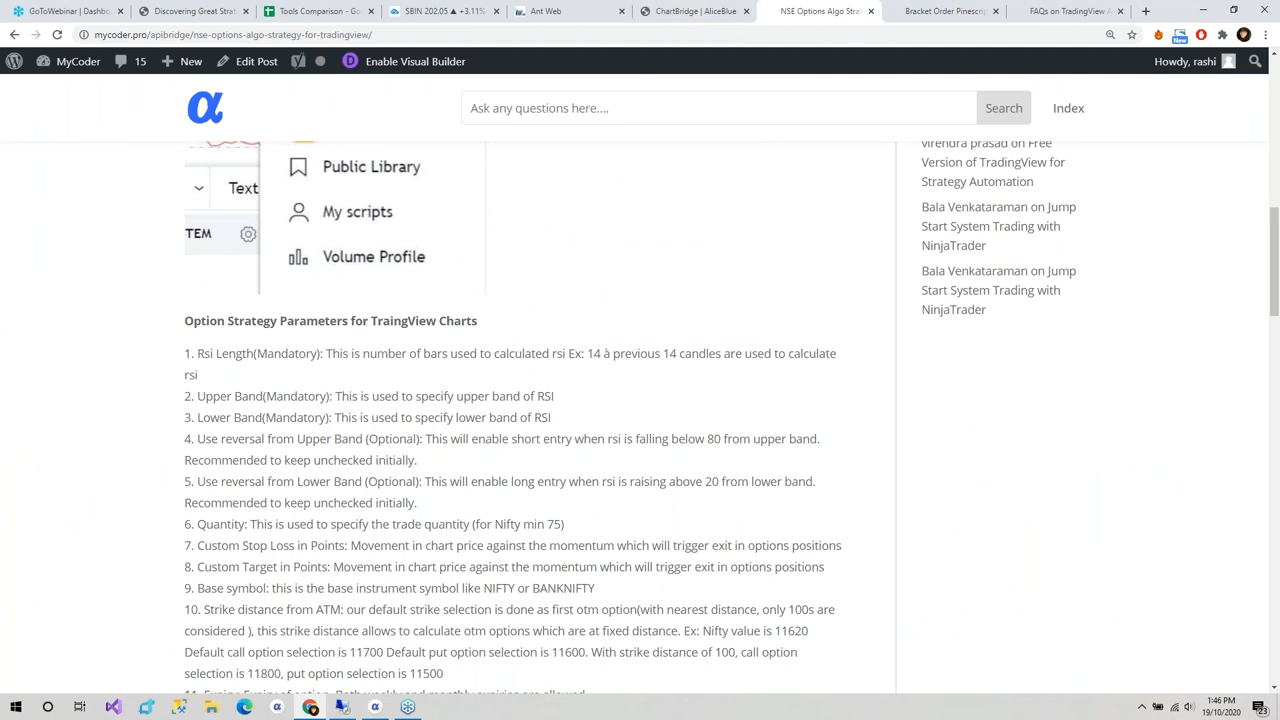 GoToWebinar | Dashbo
Discovering Great Strat
Tools Comparison - Go
SBIN 202.05 ▲ +3.11%
Ant Web
ChartBridge | AliceBlue
NSE Options Algo Strat
Bracket Order Pinescrip
FAQs on TradingView A
mycoder.pro/apibridge/nse-options-algo-strategy-for-tradingview/
New
MyCoder
15
New
Edit Post
Enable Visual Builder
Howdy, rashi
α
Ask any questions here....
Search
Index
Public Library
Text
My scripts
TEM
Volume Profile
virendra prasad on Free
Version of TradingView for
Strategy Automation
Bala Venkataraman on Jump
Start System Trading with
NinjaTrader
Bala Venkataraman on Jump
Start System Trading with
NinjaTrader
Option Strategy Parameters for TraingView Charts
1. Rsi Length(Mandatory): This is number of bars used to calculated rsi Ex: 14 à previous 14 candles are used to calculate
rsi
2. Upper Band(Mandatory): This is used to specify upper band of RSI
3. Lower Band(Mandatory): This is used to specify lower band of RSI
4. Use reversal from Upper Band (Optional): This will enable short entry when rsi is falling below 80 from upper band.
Recommended to keep unchecked initially.
5. Use reversal from Lower Band (Optional): This will enable long entry when rsi is raising above 20 from lower band.
Recommended to keep unchecked initially.
6. Quantity: This is used to specify the trade quantity (for Nifty min 75)
7. Custom Stop Loss in Points: Movement in chart price against the momentum which will trigger exit in options positions
8. Custom Target in Points: Movement in chart price against the momentum which will trigger exit in options positions
9. Base symbol: this is the base instrument symbol like NIFTY or BANKNIFTY
10. Strike distance from ATM: our default strike selection is done as first otm option(with nearest distance, only 100s are
considered ), this strike distance allows to calculate otm options which are at fixed distance. Ex: Nifty value is 11620
Default call option selection is 11700 Default put option selection is 11600. With strike distance of 100, call option
selection is 11800, put option selection is 11500
11. Expiry: Expiry of option. Both weekly and monthly expiries are allowed
1:46 PM
19/10/2020
23